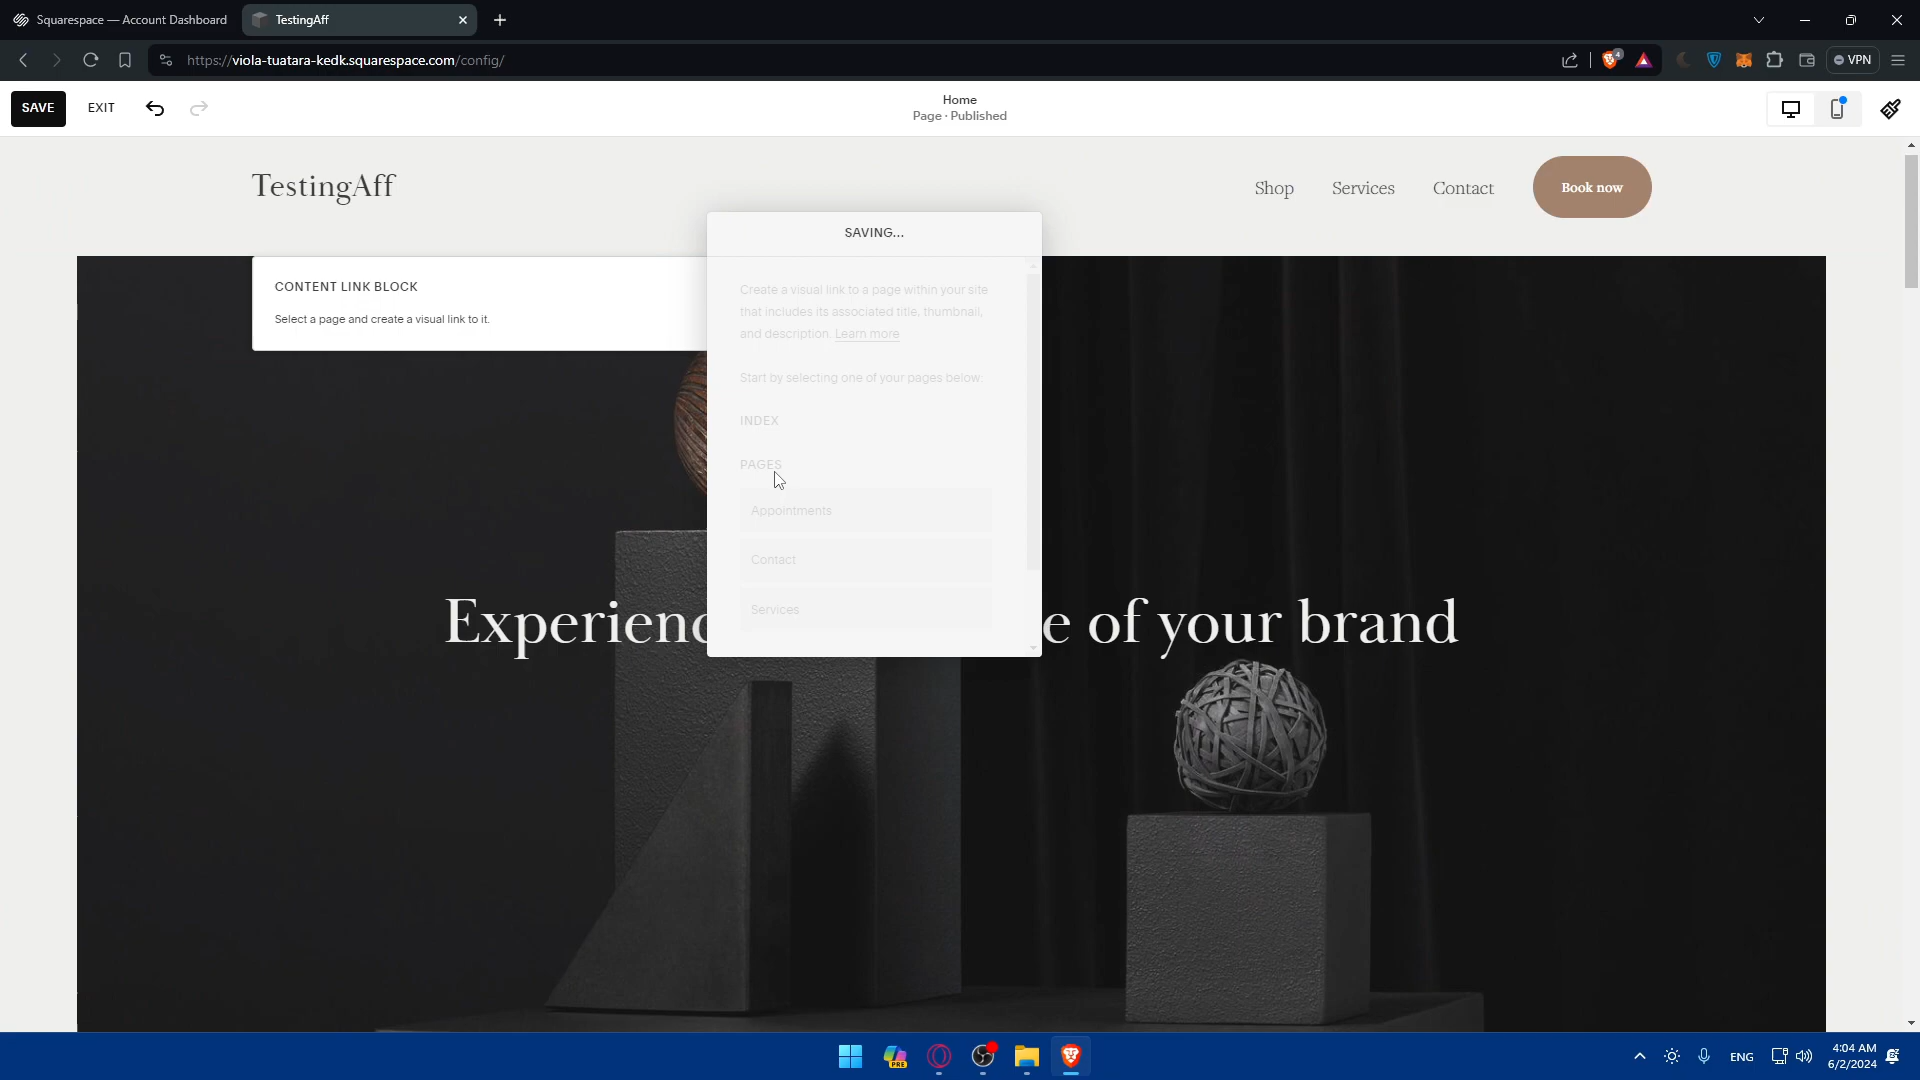 Squarespace — Account Dashboard
TestingAff
https://viola-tuatara-kedk.squarespace.com/config/
4
VPN
SAVE
EXIT
Home
Page · Published
TestingAff
Shop
Services
Contact
Book now
SAVING...
CONTENT LINK BLOCK
Select a page and create a visual link to it.
Create a visual link to a page within your site
that includes its associated title, thumbnail,
and description. Learn more
Start by selecting one of your pages below:
INDEX
PAGES
Appointments
Contact
Services
Experienc
e of your brand
PRE
ENG
4:04 AM
6/2/2024